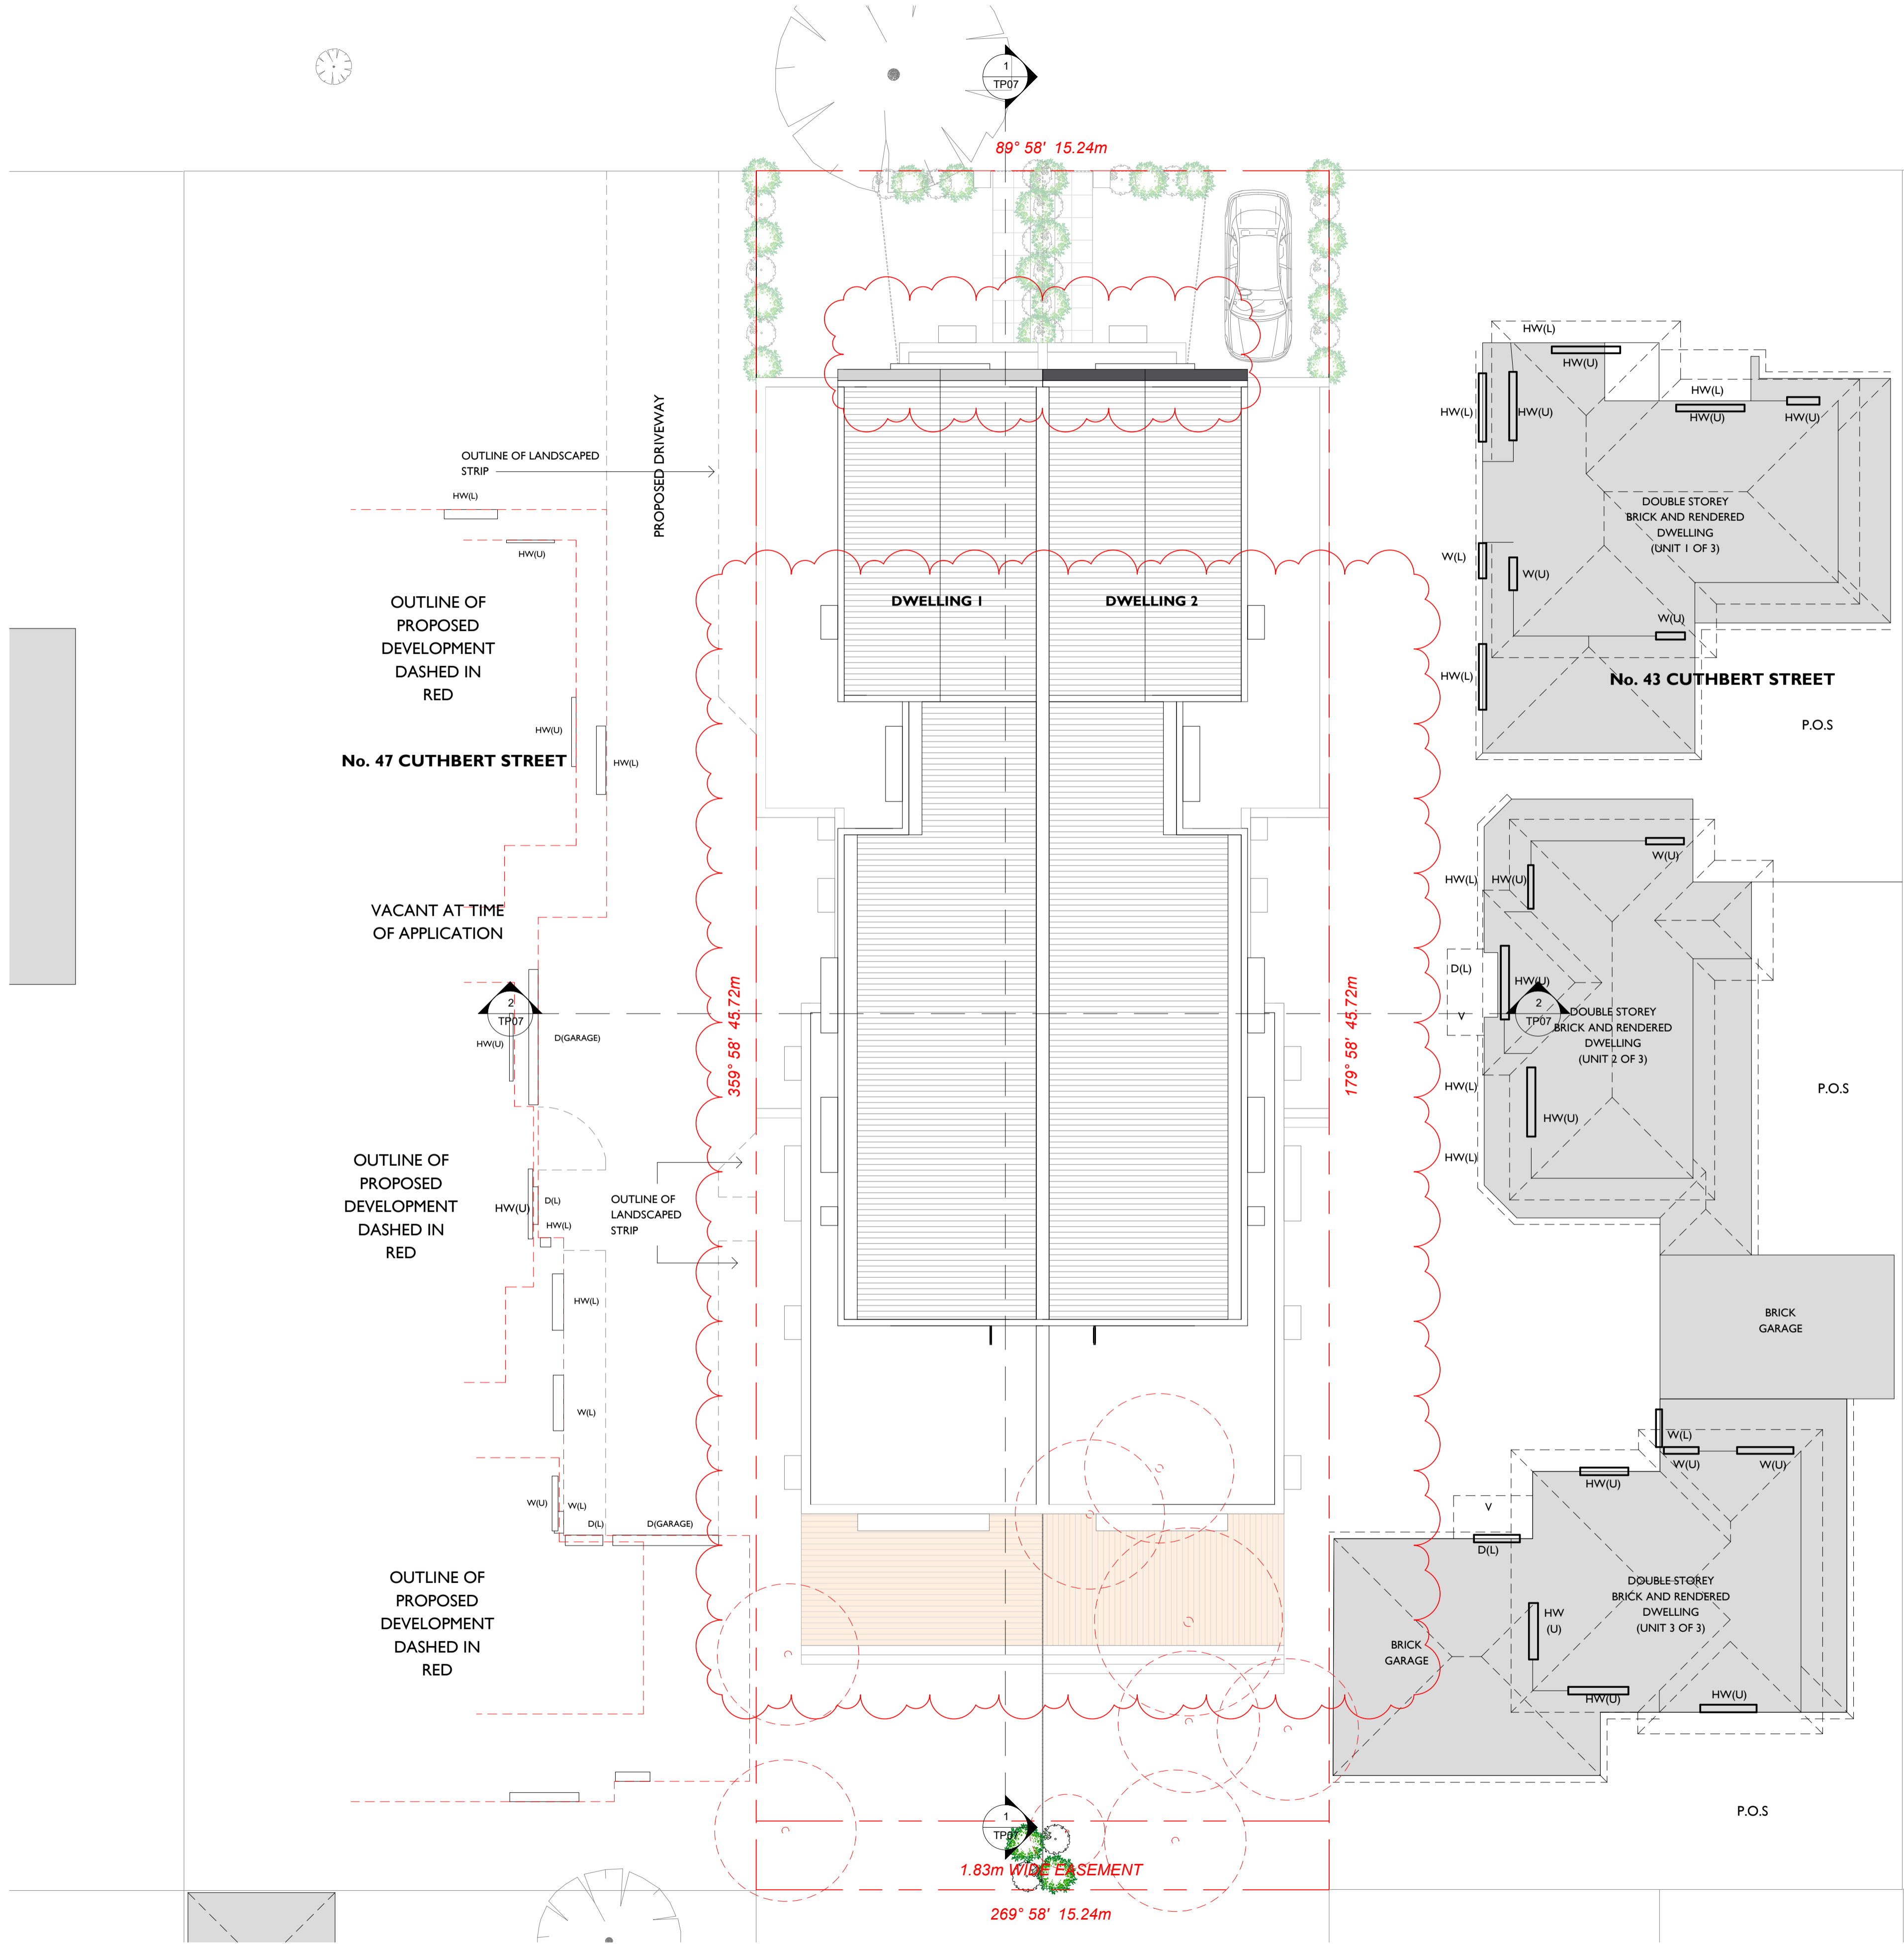 1
TP07
89° 58' 15.24m
HW(L)
HW(U)
HW(L)
HW(U)
HW(L)
HW(U)
HW(U)
PROPOSED DRIVEWAY
OUTLINE OF LANDSCAPED
STRIP
HW(L)
HW(U)
DOUBLE STOREY
BRICK AND RENDERED
DWELLING
(UNIT 1 OF 3)
W(L)
W(U)
W(U)
HW(L)
No. 43 CUTHBERT STREET
P.O.S
OUTLINE OF
PROPOSED
DEVELOPMENT
DASHED IN
RED
DWELLING 1
DWELLING 2
HW(U)
HW(L)
No. 47 CUTHBERT STREET
VACANT AT TIME
OF APPLICATION
W(U)
HW(L)
HW(U)
D(L)
HW(U)
V
2
TP07
HW(U)
D(GARAGE)
359° 58' 45.72m
179° 58' 45.72m
2
TP07
DOUBLE STOREY
BRICK AND RENDERED
DWELLING
(UNIT 2 OF 3)
HW(L)
P.O.S
HW(U)
HW(L)
OUTLINE OF
PROPOSED
DEVELOPMENT
DASHED IN
RED
HW(U)
D(L)
HW(L)
OUTLINE OF
LANDSCAPED
STRIP
HW(L)
W(L)
BRICK
GARAGE
W(L)
W(U)
W(U)
HW(U)
V
D(L)
W(U)
W(L)
D(L)
D(GARAGE)
OUTLINE OF
PROPOSED
DEVELOPMENT
DASHED IN
RED
DOUBLE STOREY
BRICK AND RENDERED
DWELLING
(UNIT 3 OF 3)
HW
(U)
BRICK
GARAGE
HW(U)
HW(U)
P.O.S
1
TP07
1.83m WIDE EASEMENT
269° 58' 15.24m